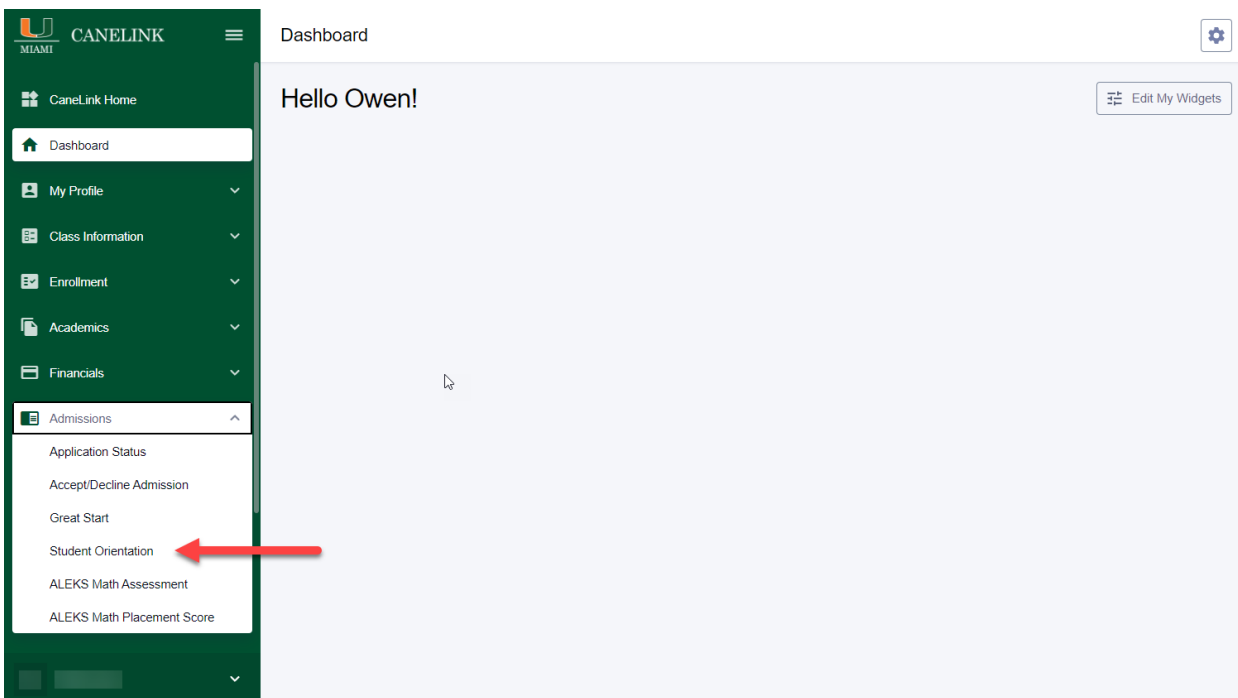 MIAMI
CANELINK
Dashboard
CaneLink Home
Dashboard
My Profile
Class Information
Enrollment
Academics
Financials
Admissions
Application Status
Accept/Decline Admission
Great Start
Student Orientation
ALEKS Math Assessment
ALEKS Math Placement Score
Hello Owen!
Edit My Widgets